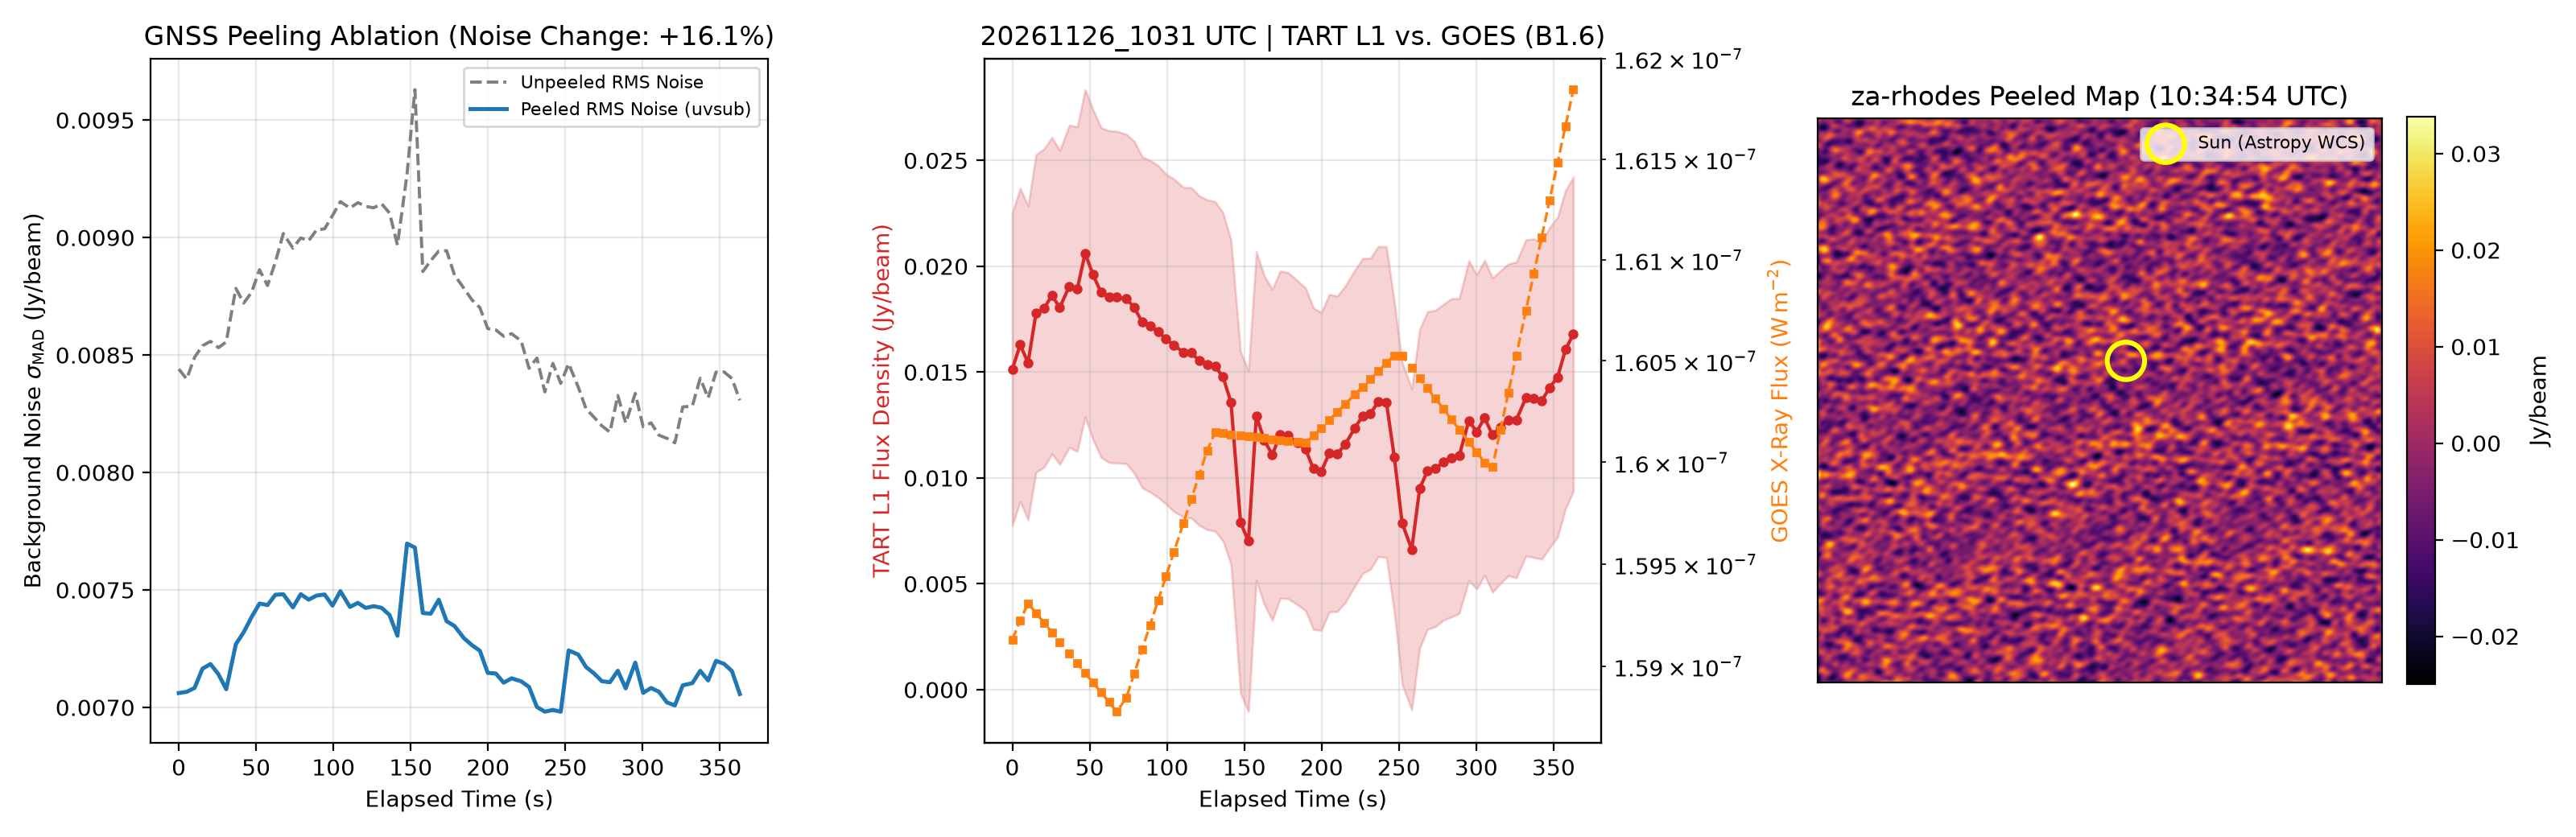 GNSS Peeling Ablation (Noise Change: +16.1%)
Unpeeled RMS Noise
Peeled RMS Noise (uvsub)
Background Noise σ_MAD (Jy/beam)
0.0095
0.0090
0.0085
0.0080
0.0075
0.0070
0 50 100 150 200 250 300 350
Elapsed Time (s)
20261126_1031 UTC | TART L1 vs. GOES (B1.6)
TART L1 Flux Density (Jy/beam)
0.025
0.020
0.015
0.010
0.005
0.000
0 50 100 150 200 250 300 350
Elapsed Time (s)
1.62 × 10⁻⁷
1.615 × 10⁻⁷
1.61 × 10⁻⁷
1.605 × 10⁻⁷
1.6 × 10⁻⁷
1.595 × 10⁻⁷
1.59 × 10⁻⁷
GOES X-Ray Flux (W m⁻²)
za-rhodes Peeled Map (10:34:54 UTC)
Sun (Astropy WCS)
0.03
0.02
0.01
0.00
−0.01
−0.02
Jy/beam